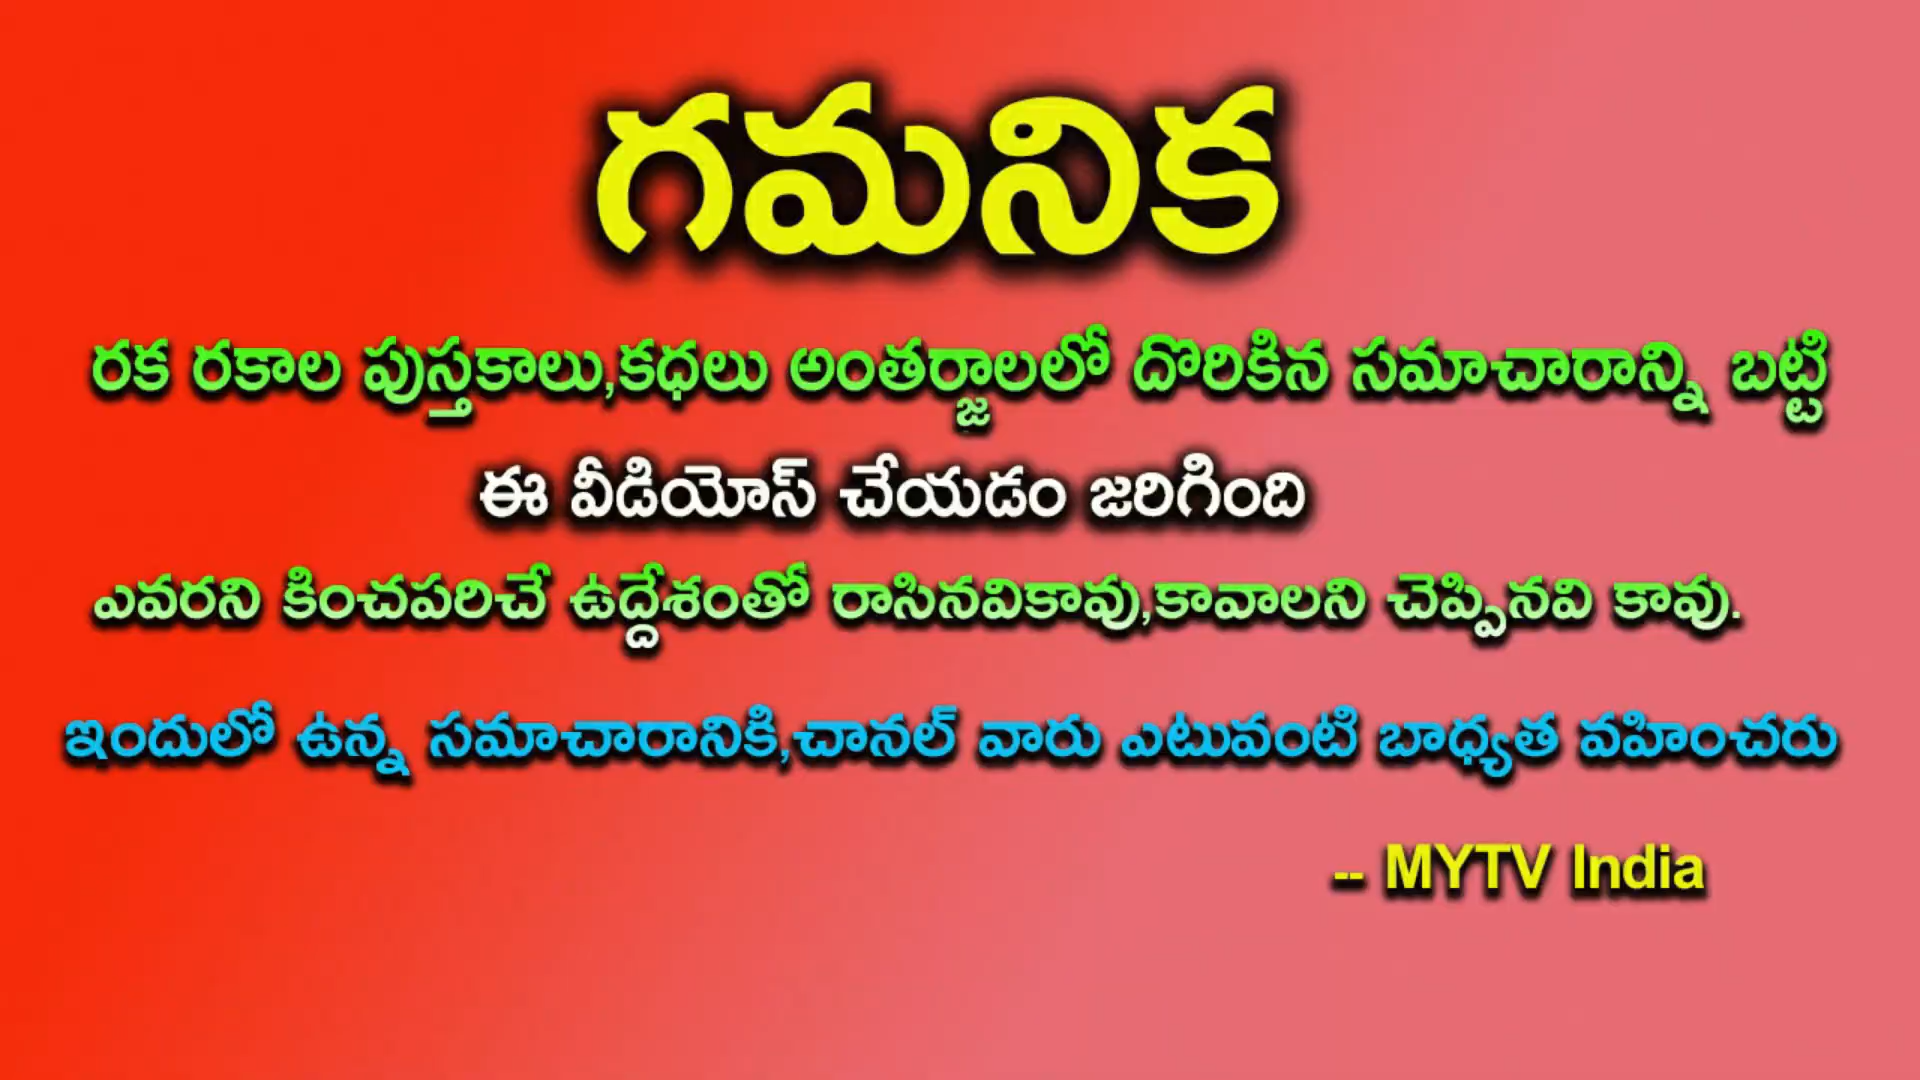 గమనిక
రక రకాల పుస్తకాలు,కధలు అంతర్జాలలో దొరికిన సమాచారాన్ని బట్టి
ఈ వీడియోస్ చేయడం జరిగింది
ఎవరని కించపరిచే ఉద్దేశంతో రాసినవికావు,కావాలని చెప్పినవి కావు.
ఇందులో ఉన్న సమాచారానికి,చానల్ వారు ఎటువంటి బాధ్యత వహించరు
-- MYTV India